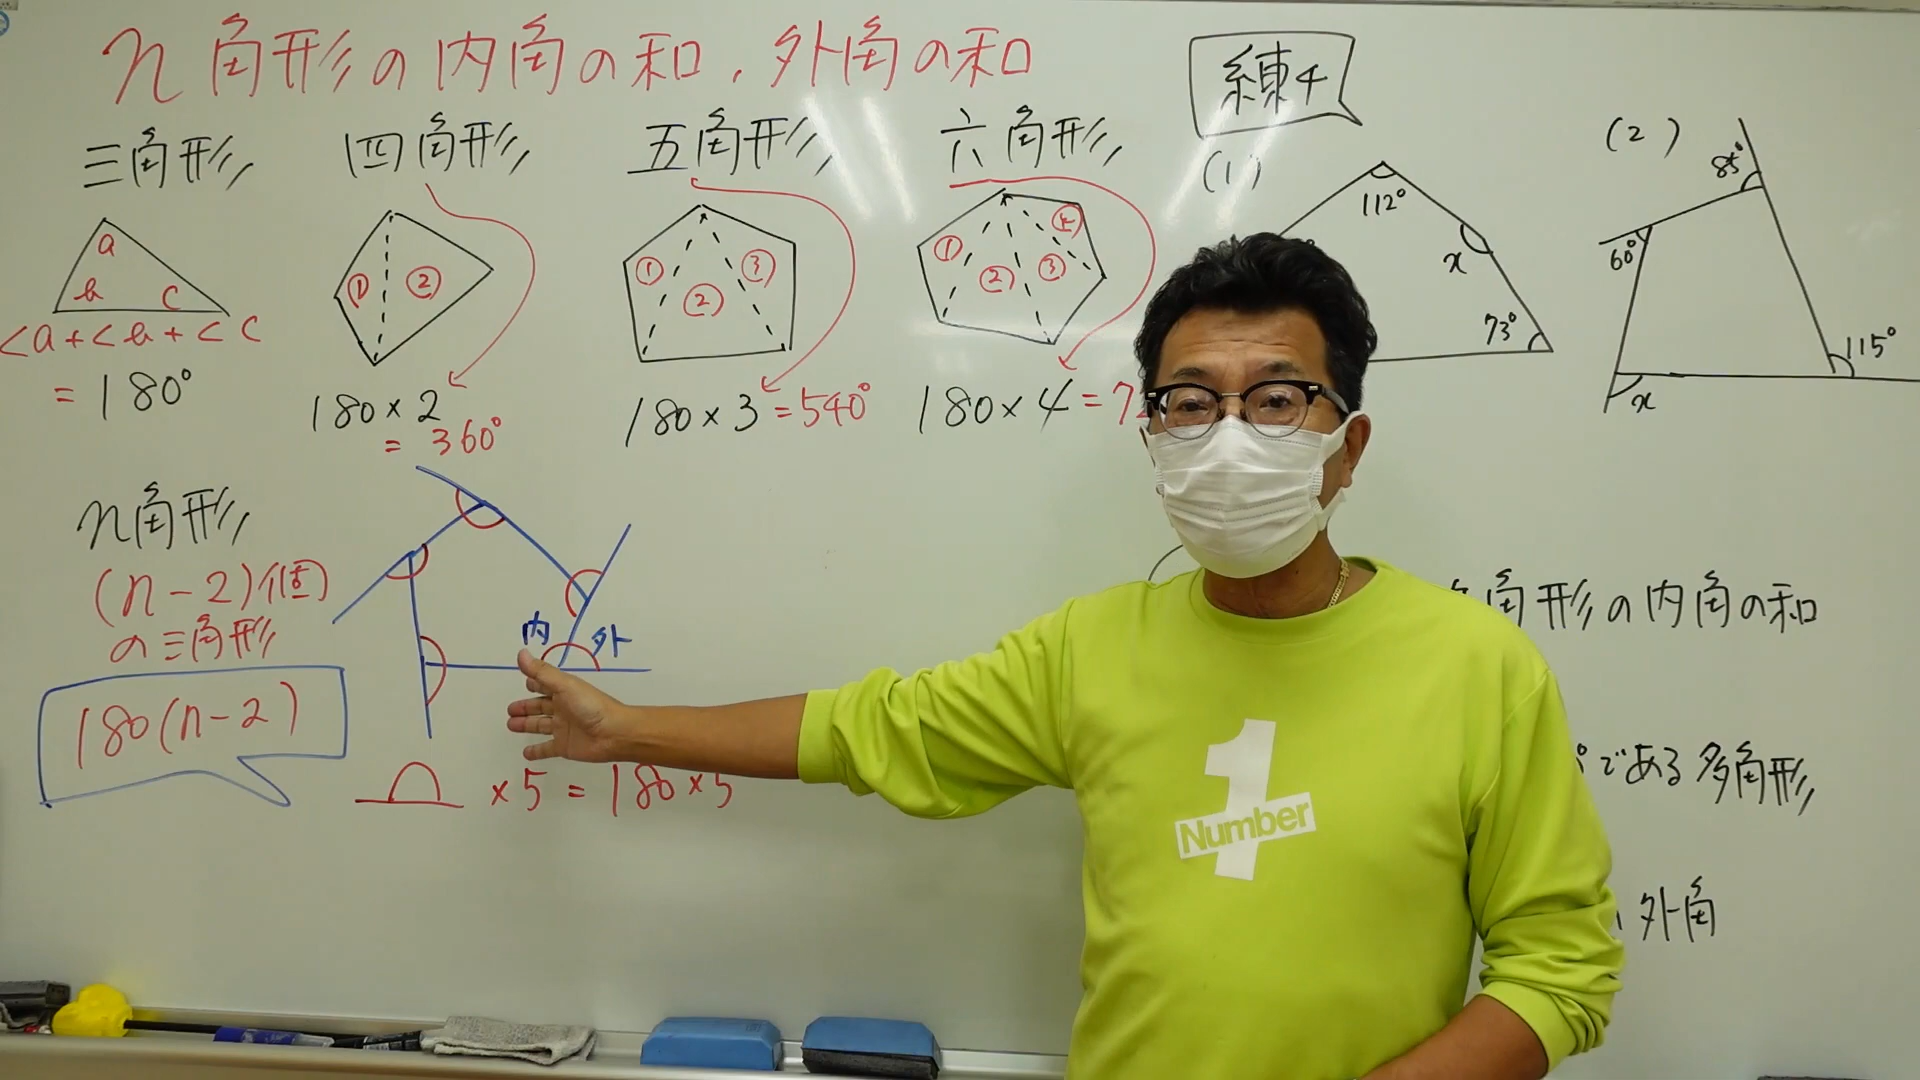 n角形の内角の和，外角の和
三角形
a
b
c
∠a+∠b+∠c
= 180°
四角形
①
②
180×2
= 360°
五角形
①
②
③
180×3=540°
六角形
①
②
③
④
180×4=7
n角形
(n-2)個
の三角形
180(n-2)
内
外
×5=180×5
練4
(1)
112°
x
73°
(2)
85°
60°
115°
x
角形の内角の和
である多角形
外角
1
Number